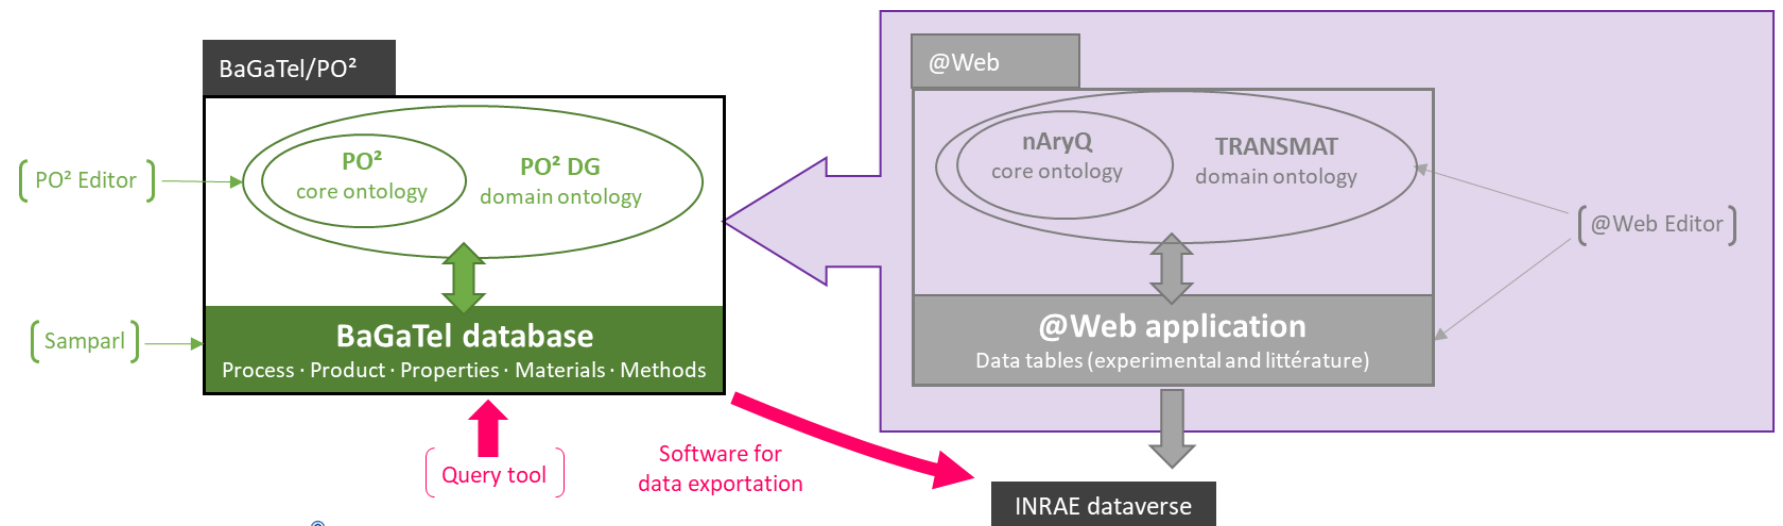 BaGaTel/PO²
@Web
PO²
core ontology
PO² DG
domain ontology
nAryQ
core ontology
TRANSMAT
domain ontology
PO² Editor
@Web Editor
Samparl
BaGaTel database
Process · Product · Properties · Materials · Methods
@Web application
Data tables (experimental and littérature)
Query tool
Software for
data exportation
INRAE dataverse
®